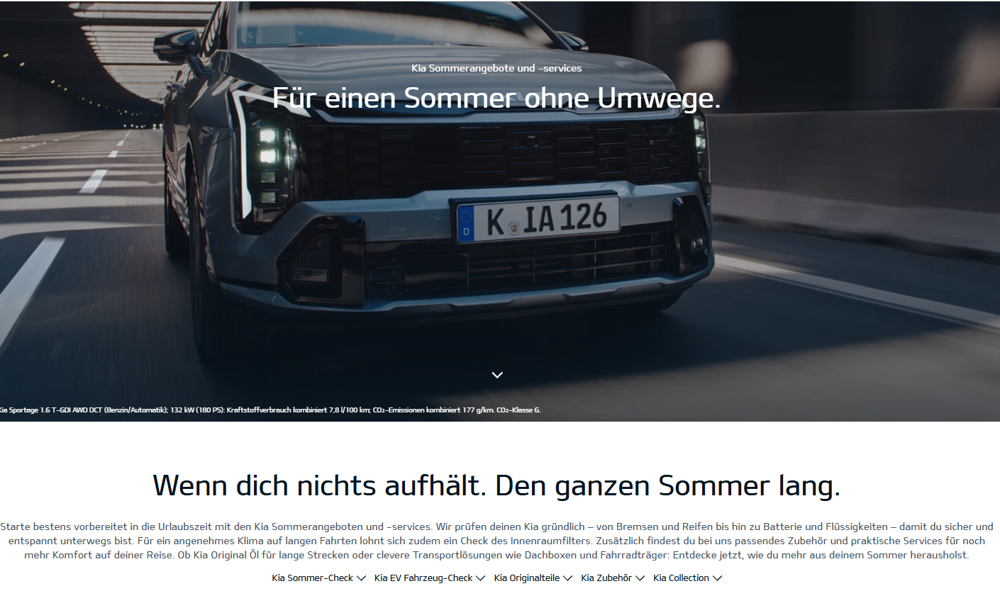 Kia Sommerangebote und -services
Für einen Sommer ohne Umwege.
D
K IA 126
Kia Sportage 1.6 T-GDI AWD DCT (Benzin/Automatik); 132 kW (180 PS): Kraftstoffverbrauch kombiniert 7,8 l/100 km; CO₂-Emissionen kombiniert 177 g/km. CO₂-Klasse G.
Wenn dich nichts aufhält. Den ganzen Sommer lang.
Starte bestens vorbereitet in die Urlaubszeit mit den Kia Sommerangeboten und -services. Wir prüfen deinen Kia gründlich – von Bremsen und Reifen bis hin zu Batterie und Flüssigkeiten – damit du sicher und
entspannt unterwegs bist. Für ein angenehmes Klima auf langen Fahrten lohnt sich zudem ein Check des Innenraumfilters. Zusätzlich findest du bei uns passendes Zubehör und praktische Services für noch
mehr Komfort auf deiner Reise. Ob Kia Original Öl für lange Strecken oder clevere Transportlösungen wie Dachboxen und Fahrradträger: Entdecke jetzt, wie du mehr aus deinem Sommer herausholst.
Kia Sommer-Check Kia EV Fahrzeug-Check Kia Originalteile Kia Zubehör Kia Collection